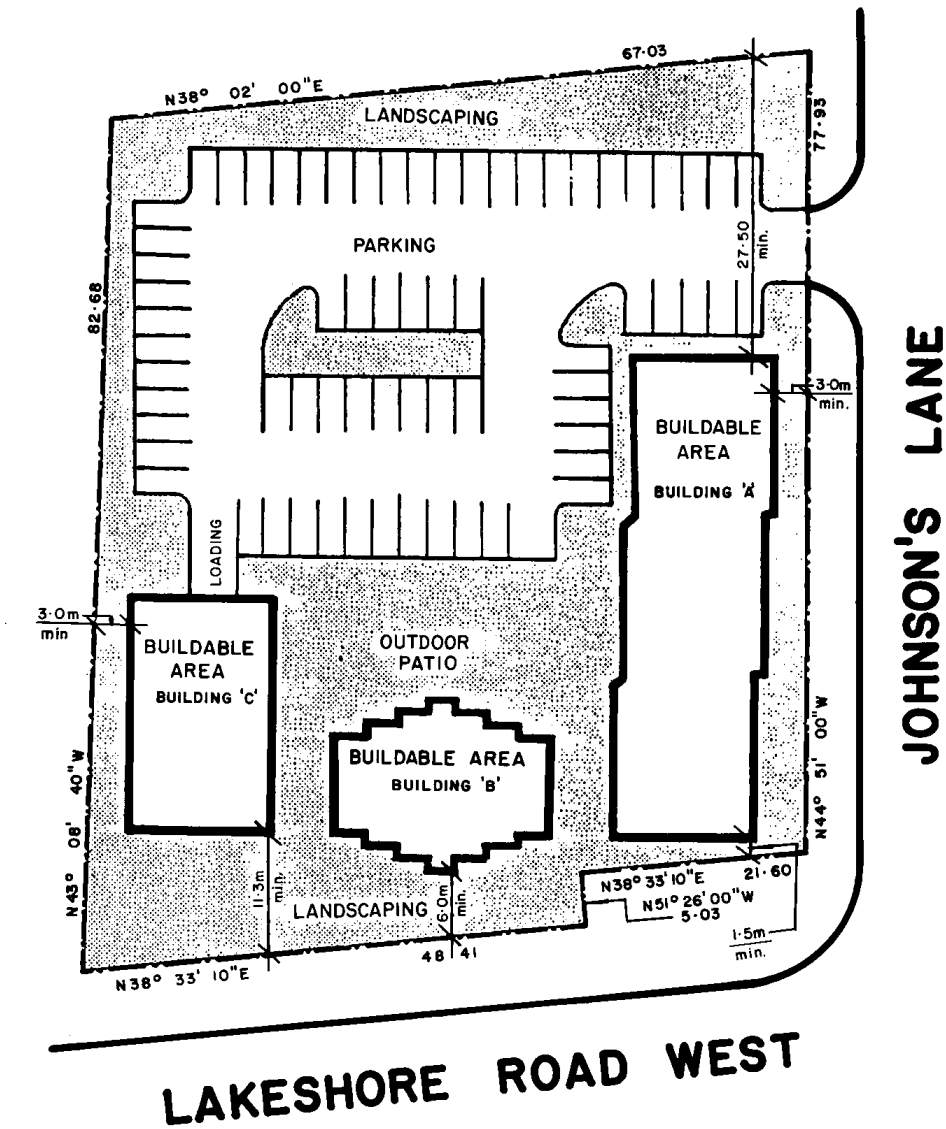 67·03
N38° 02' 00"E
LANDSCAPING
77·93
PARKING
27·50
min.
82·68
3·0m
min.
BUILDABLE
AREA
BUILDING 'A'
JOHNSON'S LANE
LOADING
3·0m
min
BUILDABLE
AREA
BUILDING 'C'
OUTDOOR
PATIO
BUILDABLE AREA
BUILDING 'B'
N44° 51' 00"W
N43° 08' 40"W
11·3m
min.
LANDSCAPING
6·0m
min.
N38° 33' 10"E
21·60
N51° 26' 00"W
5·03
1·5m
min.
48 41
N38° 33' 10"E
LAKESHORE ROAD WEST